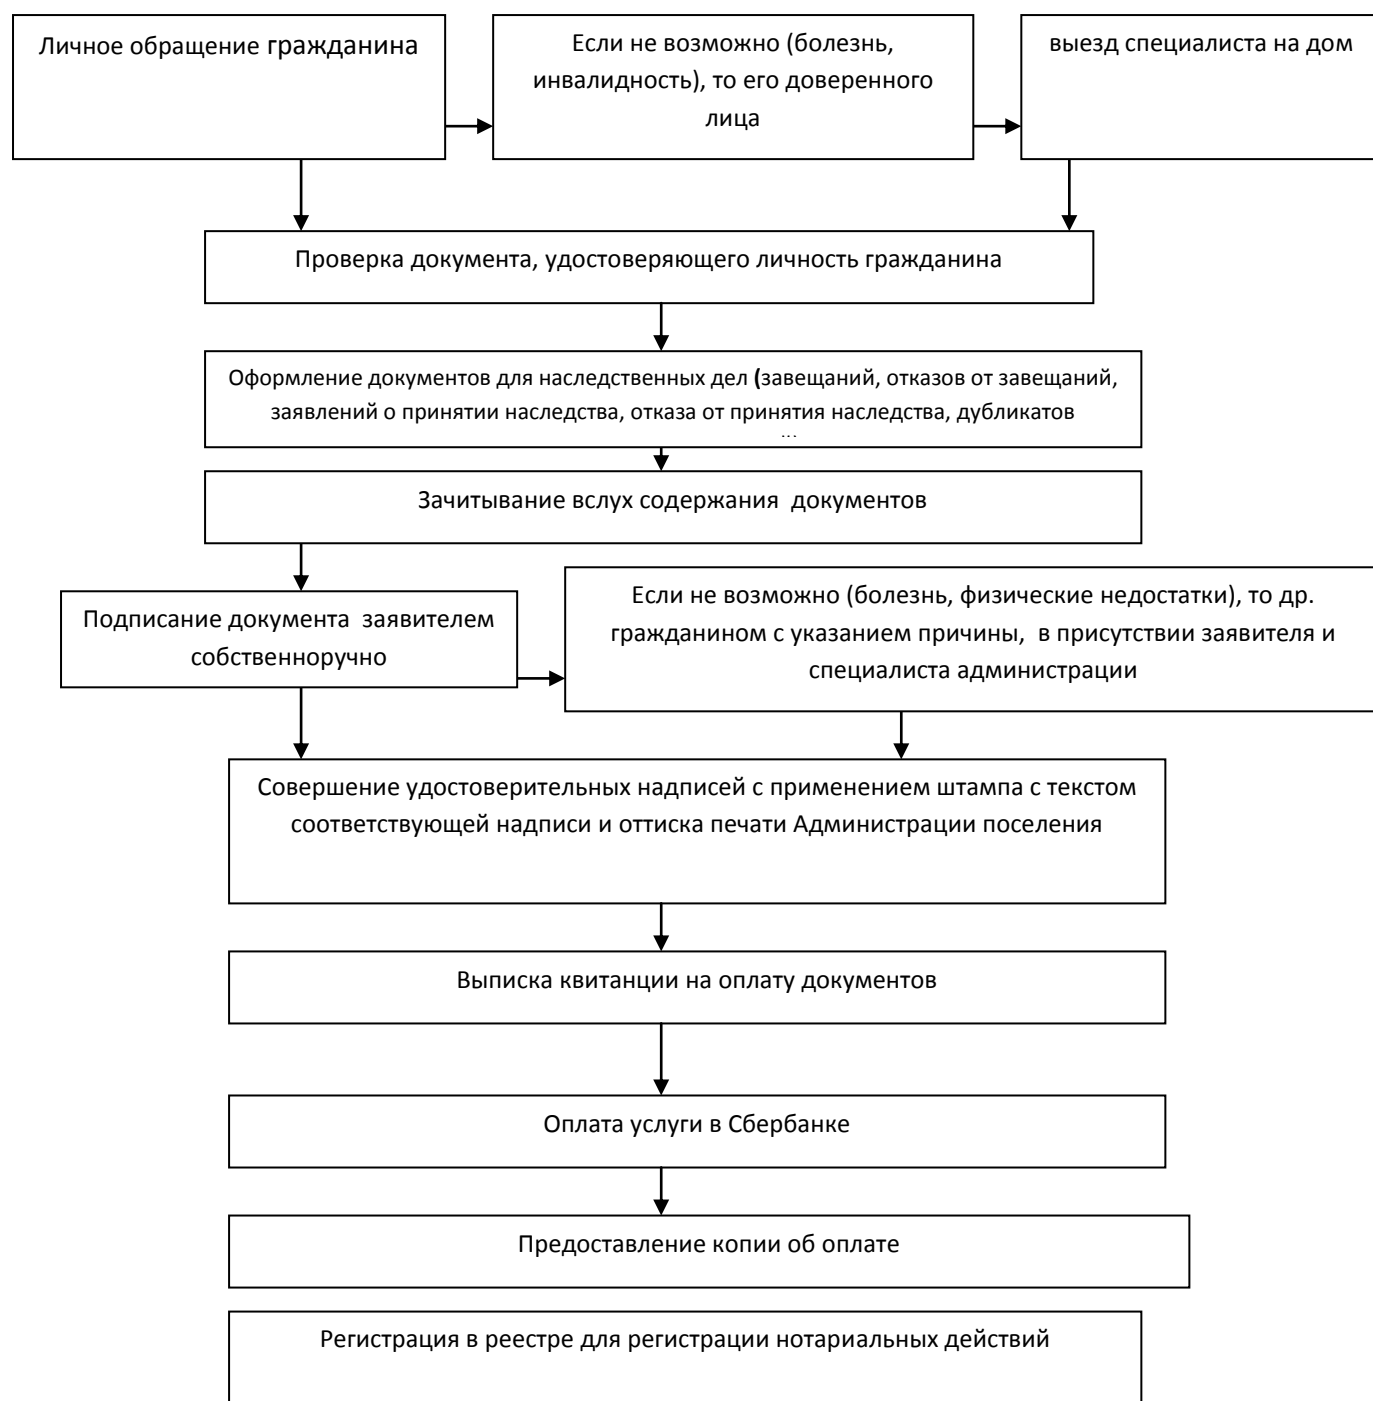 Личное обращение гражданина
Если не возможно (болезнь,
инвалидность), то его доверенного
лица
выезд специалиста на дом
Проверка документа, удостоверяющего личность гражданина
Оформление документов для наследственных дел (завещаний, отказов от завещаний,
заявлений о принятии наследства, отказа от принятия наследства, дубликатов
Зачитывание вслух содержания  документов
Подписание документа  заявителем
собственноручно
Если не возможно (болезнь, физические недостатки), то др.
гражданином с указанием причины,  в присутствии заявителя и
специалиста администрации
Совершение удостоверительных надписей с применением штампа с текстом
соответствующей надписи и оттиска печати Администрации поселения
Выписка квитанции на оплату документов
Оплата услуги в Сбербанке
Предоставление копии об оплате
Регистрация в реестре для регистрации нотариальных действий